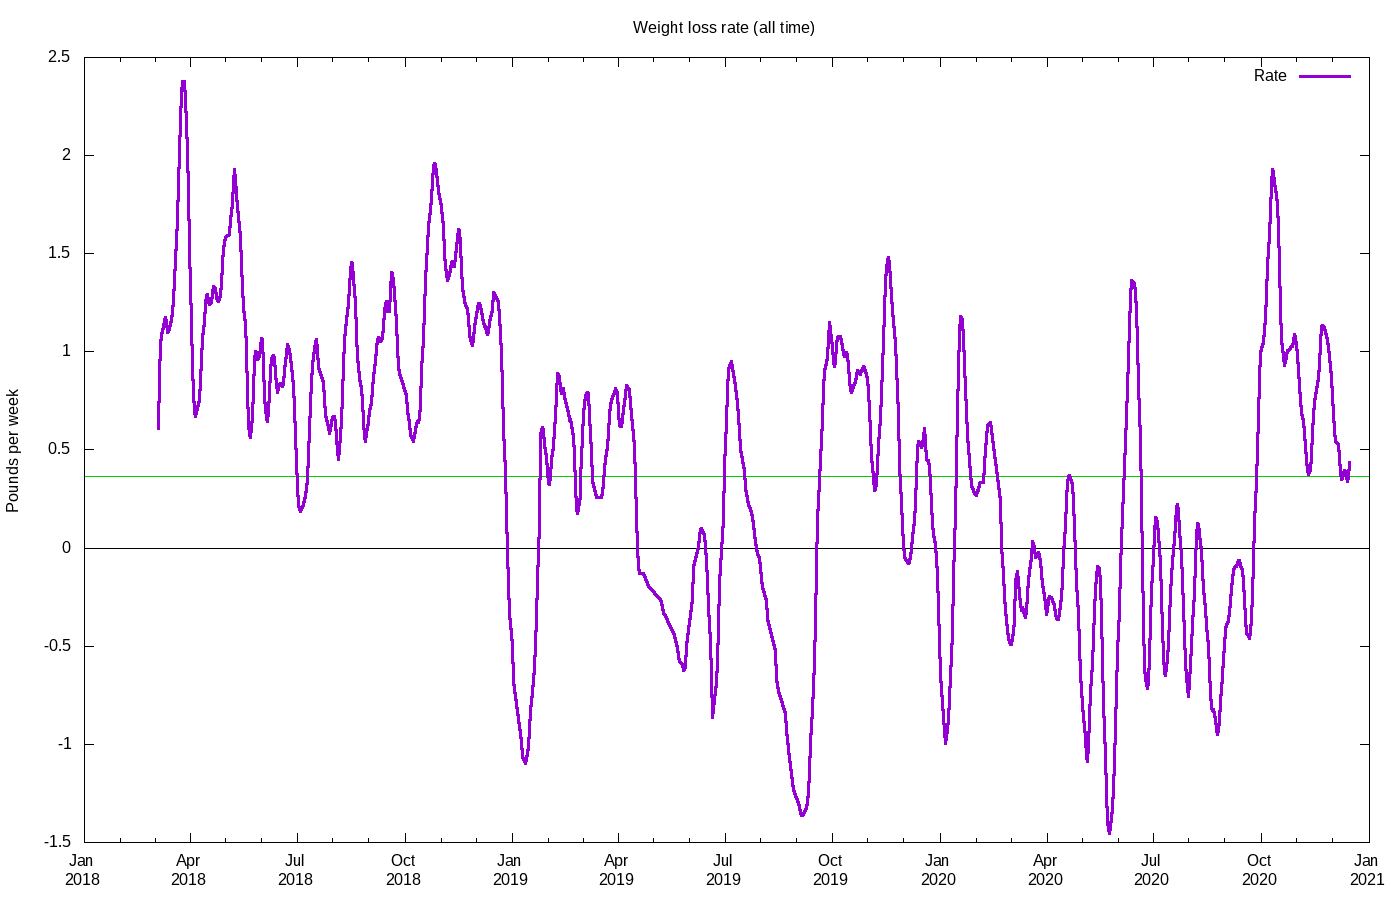 Weight loss rate (all time)
Rate
Pounds per week
2.5
2
1.5
1
0.5
0
-0.5
-1
-1.5
Jan Apr Jul Oct Jan Apr Jul Oct Jan Apr Jul Oct Jan
2018 2018 2018 2018 2019 2019 2019 2019 2020 2020 2020 2020 2021